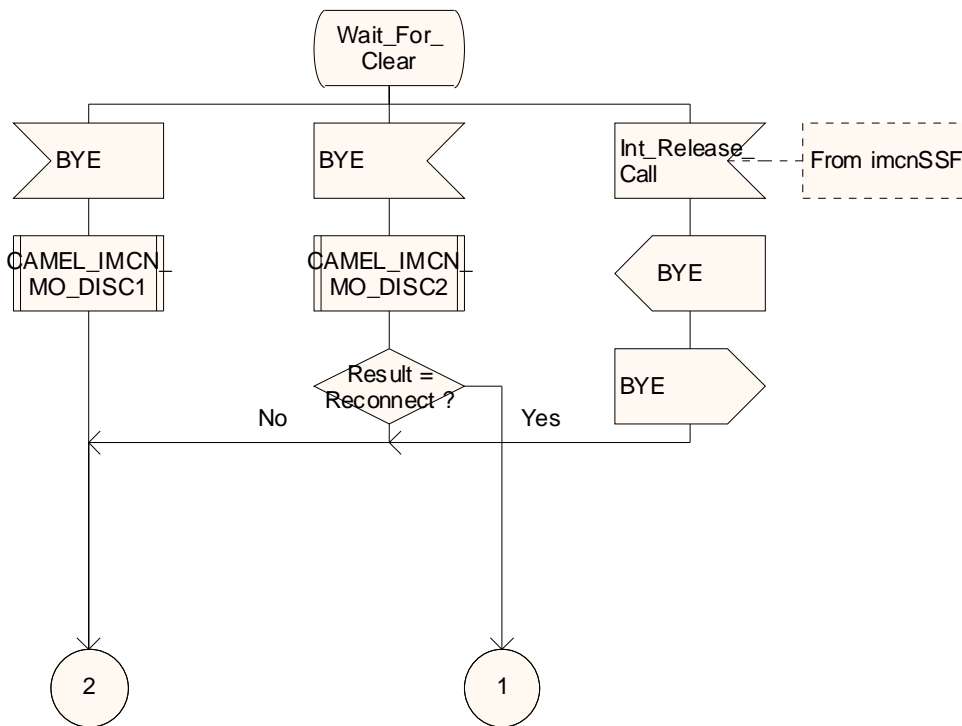 Wait_For_
Clear
BYE
BYE
Int_Release_
Call
From imcnSSF
CAMEL_IMCN_
MO_DISC1
CAMEL_IMCN_
MO_DISC2
BYE
Result =
Reconnect ?
BYE
No
Yes
2
1